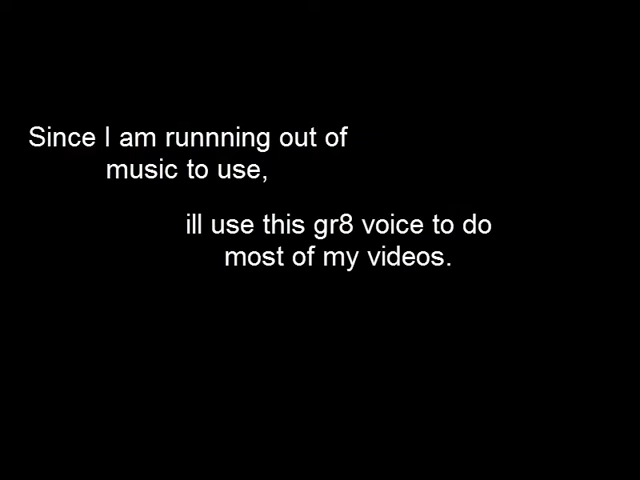 Since I am runnning out of
music to use,
ill use this gr8 voice to do
most of my videos.